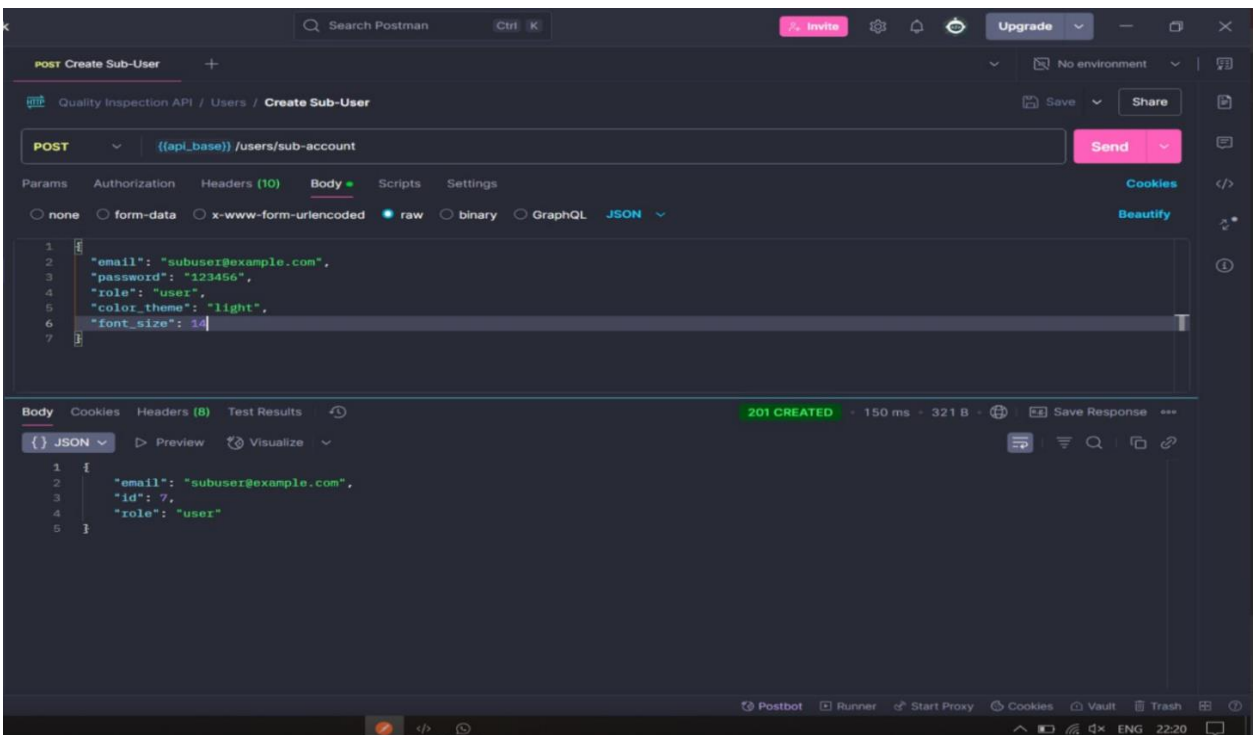 k Search Postman Ctrl K Invite Upgrade
POST Create Sub-User + No environment
HTTP Quality Inspection API / Users / Create Sub-User Save Share
POST {{api_base}} /users/sub-account Send
Params Authorization Headers (10) Body Scripts Settings Cookies
none form-data x-www-form-urlencoded raw binary GraphQL JSON Beautify
1 {
2 "email": "subuser@example.com",
3 "password": "123456",
4 "role": "user",
5 "color_theme": "light",
6 "font_size": 14
7 }
Body Cookies Headers (8) Test Results 201 CREATED 150 ms 321 B Save Response
{} JSON Preview Visualize
1 {
2 "email": "subuser@example.com",
3 "id": 7,
4 "role": "user"
5 }
Postbot Runner Start Proxy Cookies Vault Trash
ENG 22:20